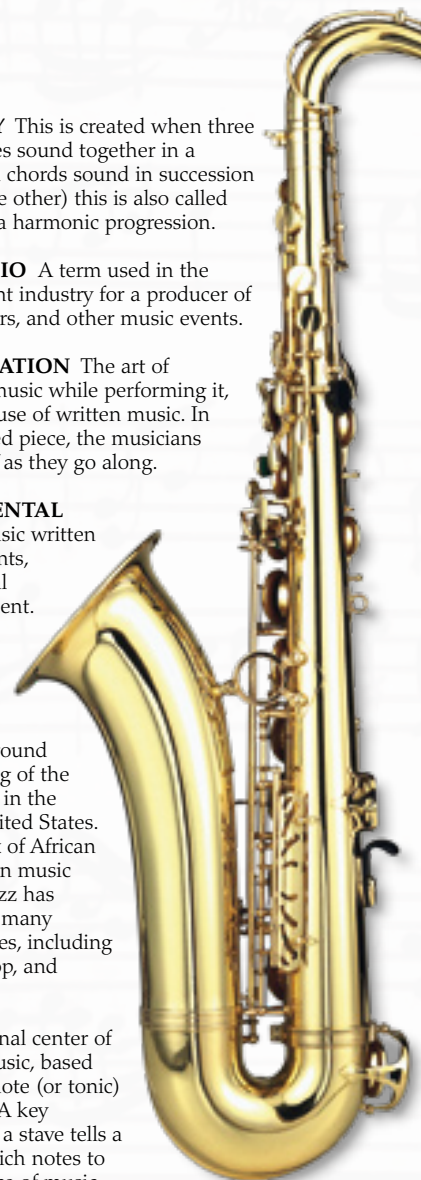 Y This is created when three
es sound together in a
chords sound in succession
e other) this is also called
a harmonic progression.
IO A term used in the
nt industry for a producer of
rs, and other music events.
ATION The art of
music while performing it,
use of written music. In
ed piece, the musicians
as they go along.
ENTAL
sic written
nts,
l
ent.
ound
g of the
in the
ited States.
of African
n music
zz has
many
es, including
op, and
nal center of
usic, based
note (or tonic)
A key
a stave tells a
ich notes to